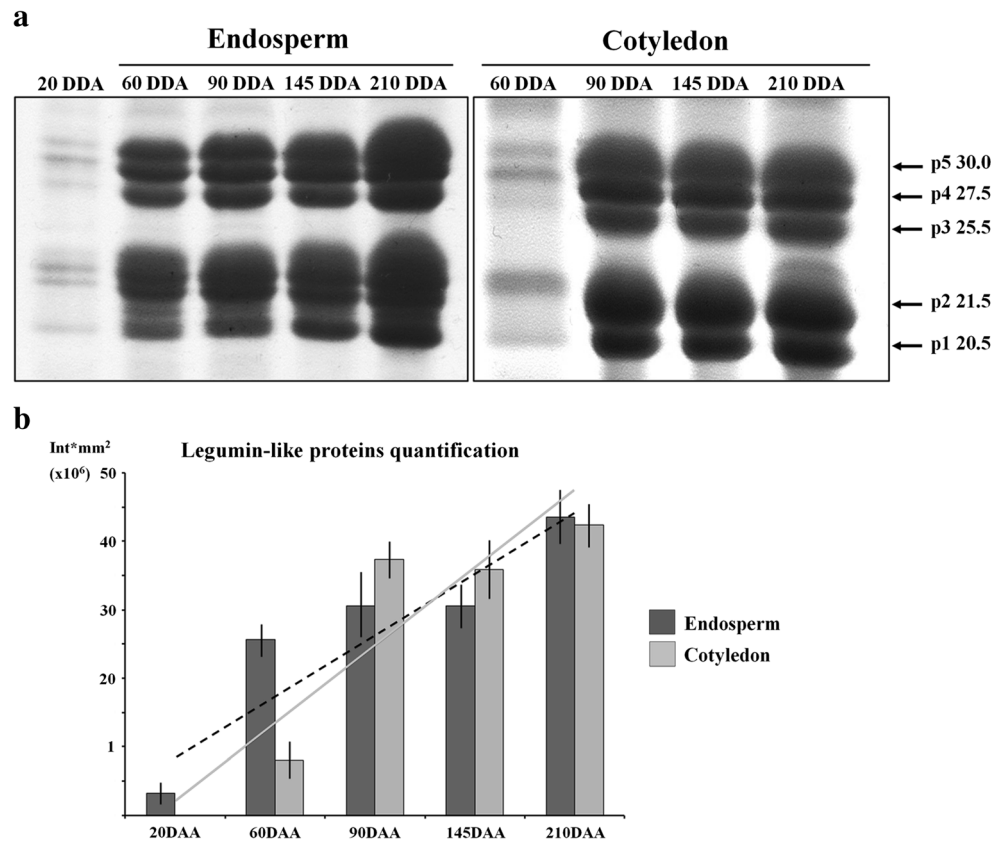 a
Endosperm
Cotyledon
20 DDA 60 DDA 90 DDA 145 DDA 210 DDA 60 DDA 90 DDA 145 DDA 210 DDA
p5 30.0
p4 27.5
p3 25.5
p2 21.5
p1 20.5
b
Int*mm²
(x10⁶)
Legumin-like proteins quantification
50
40
30
20
1
Endosperm
Cotyledon
20DAA 60DAA 90DAA 145DAA 210DAA